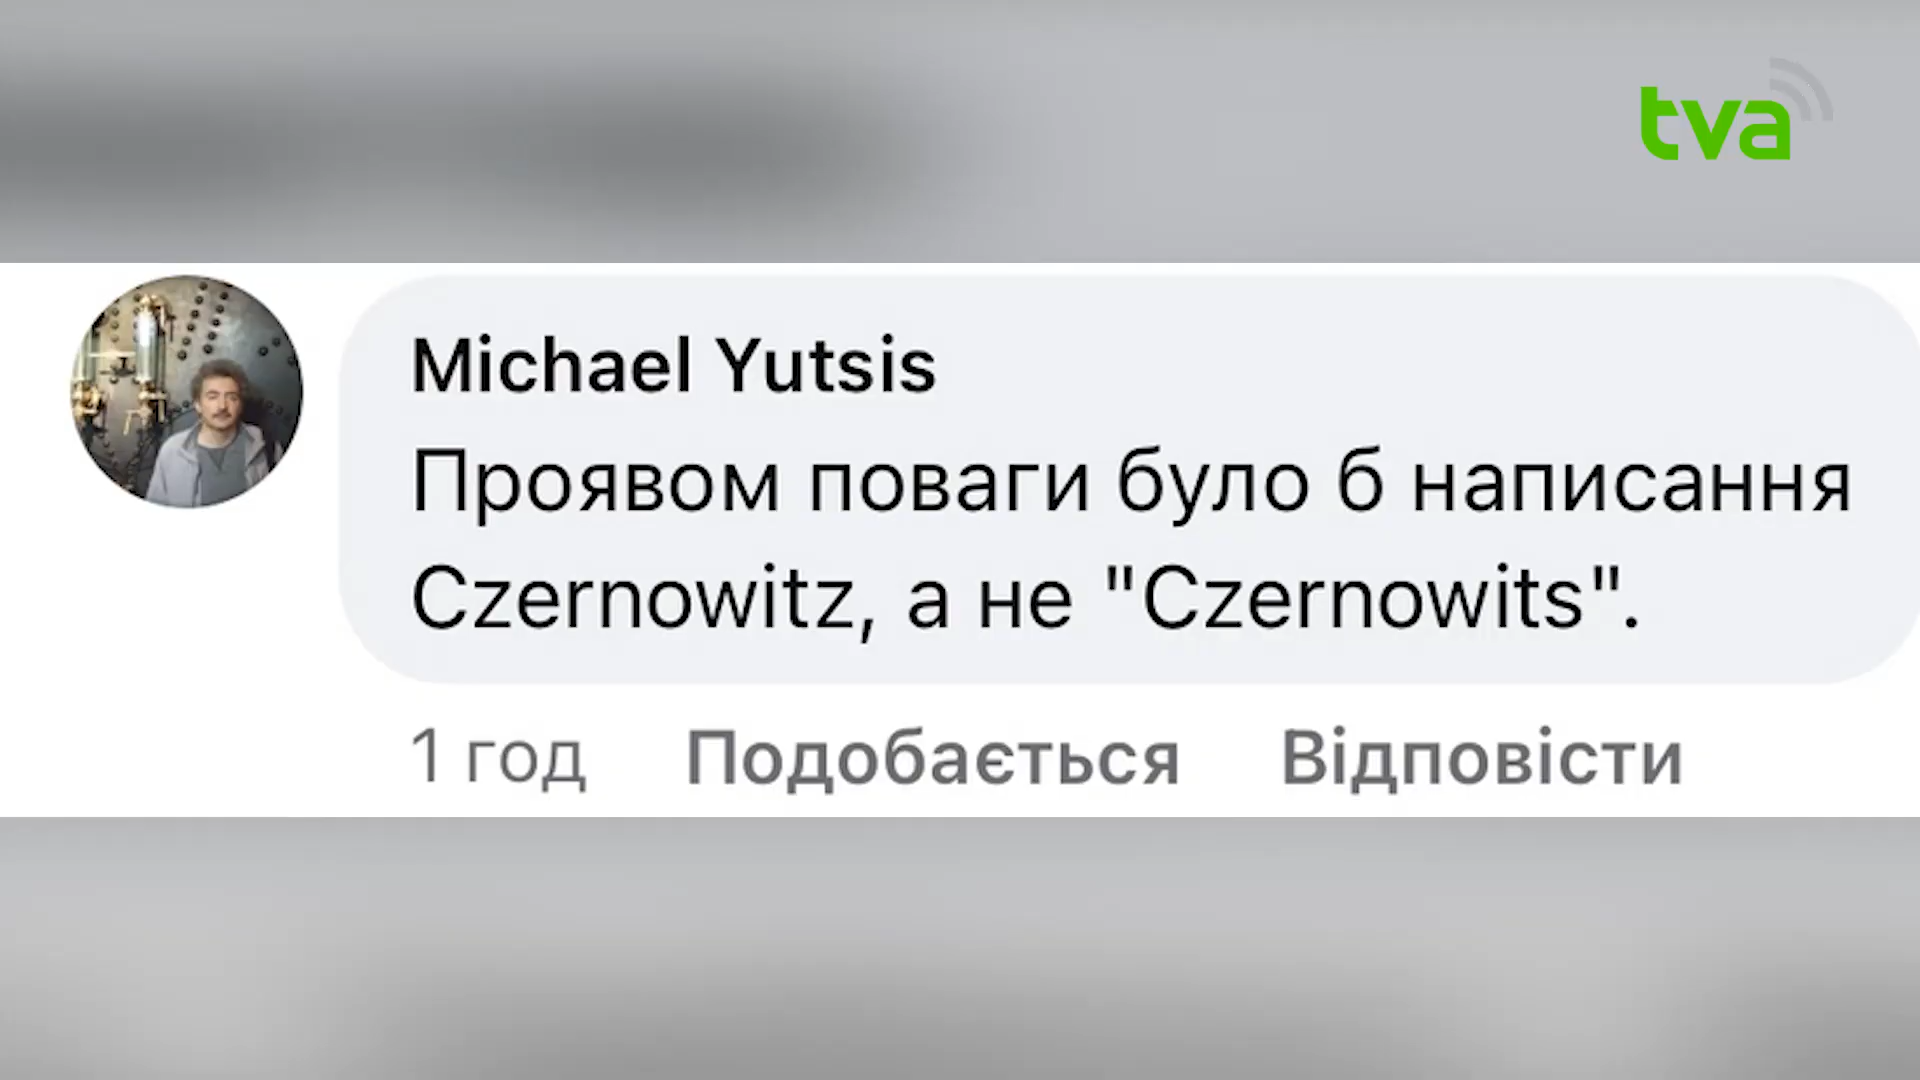 tva
Michael Yutsis
Проявом поваги було б написання
Czernowitz, а не "Czernowits".
1 год Подобається Відповісти